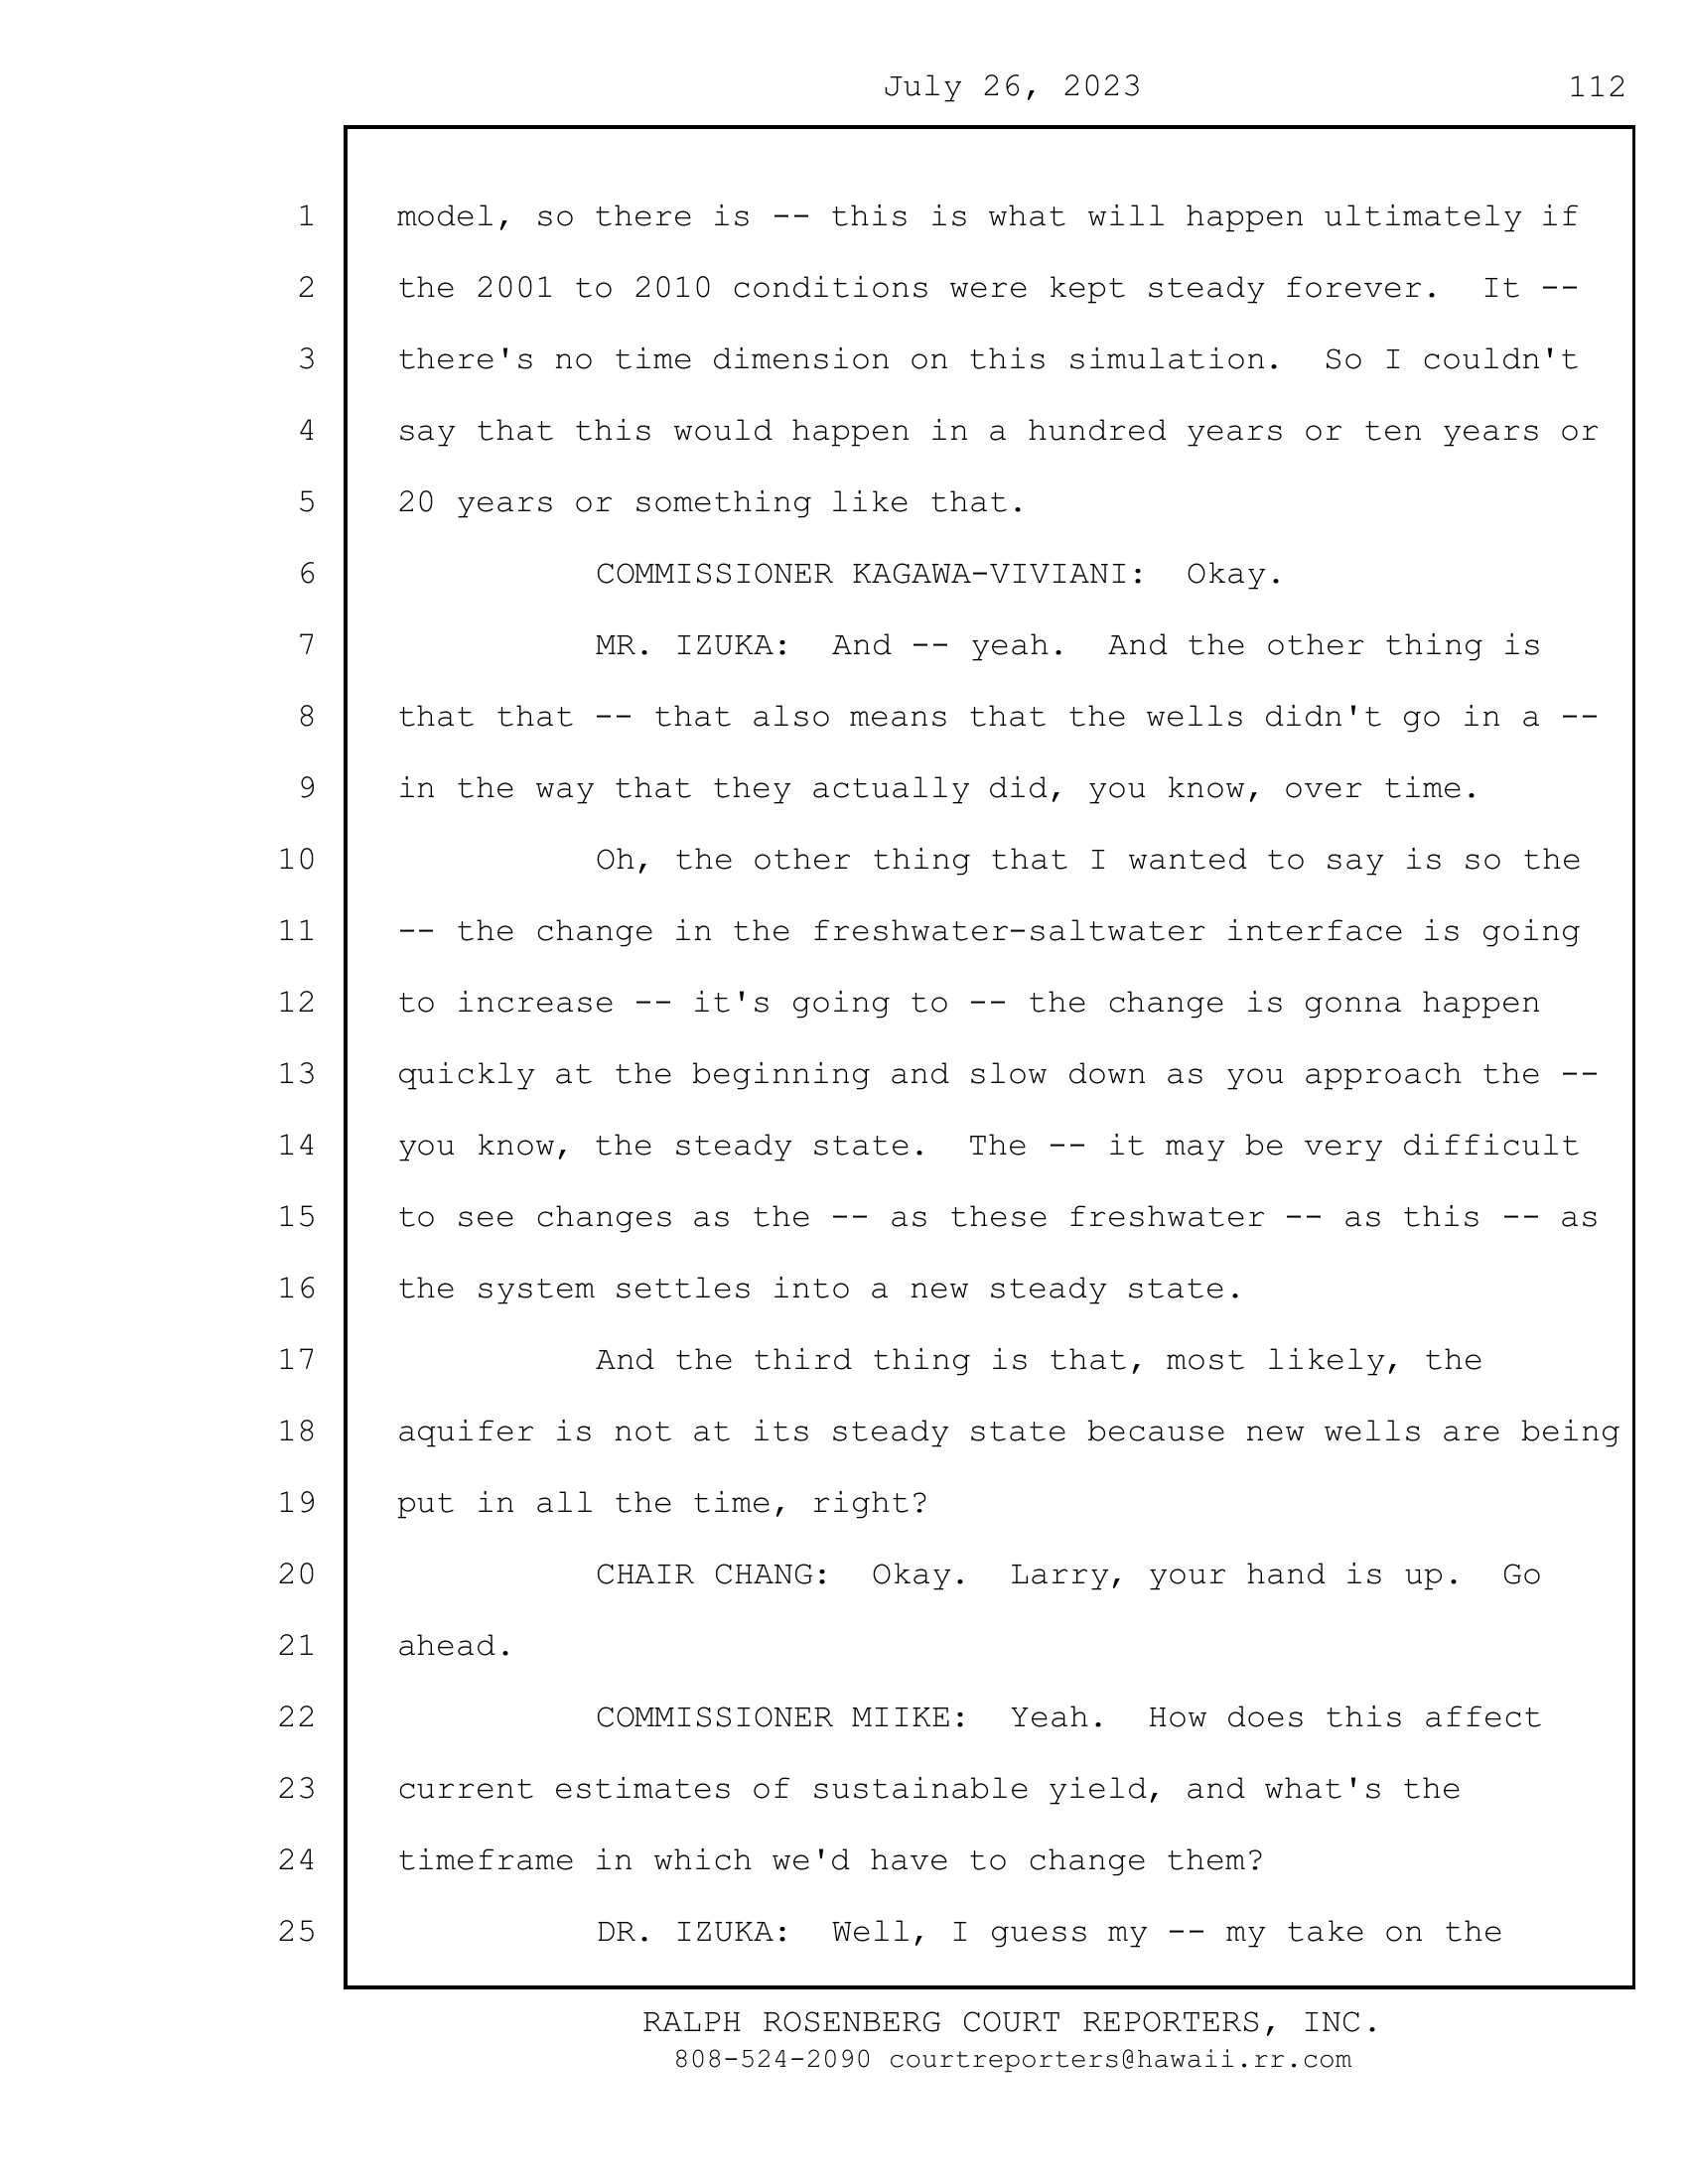 July 26, 2023 112
1 model, so there is -- this is what will happen ultimately if
2 the 2001 to 2010 conditions were kept steady forever.  It --
3 there's no time dimension on this simulation.  So I couldn't
4 say that this would happen in a hundred years or ten years or
5 20 years or something like that.
6 COMMISSIONER KAGAWA-VIVIANI:  Okay.
7 MR. IZUKA:  And -- yeah.  And the other thing is
8 that that -- that also means that the wells didn't go in a --
9 in the way that they actually did, you know, over time.
10 Oh, the other thing that I wanted to say is so the
11 -- the change in the freshwater-saltwater interface is going
12 to increase -- it's going to -- the change is gonna happen
13 quickly at the beginning and slow down as you approach the --
14 you know, the steady state.  The -- it may be very difficult
15 to see changes as the -- as these freshwater -- as this -- as
16 the system settles into a new steady state.
17 And the third thing is that, most likely, the
18 aquifer is not at its steady state because new wells are being
19 put in all the time, right?
20 CHAIR CHANG:  Okay.  Larry, your hand is up.  Go
21 ahead.
22 COMMISSIONER MIIKE:  Yeah.  How does this affect
23 current estimates of sustainable yield, and what's the
24 timeframe in which we'd have to change them?
25 DR. IZUKA:  Well, I guess my -- my take on the
RALPH ROSENBERG COURT REPORTERS, INC.
808-524-2090 courtreporters@hawaii.rr.com